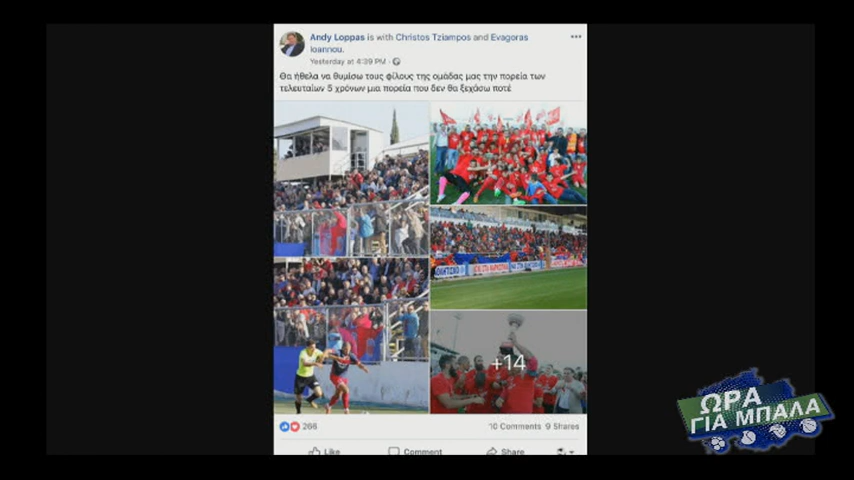 Andy Loppas is with Christos Tziampos and Evagoras
Ioannou.
Yesterday at 4:39 PM ·
Θα ήθελα να θυμίσω τους φίλους της ομάδας μας την πορεία των
τελευταίων 5 χρόνων μια πορεία που δεν θα ξεχάσω ποτέ
+14
266
10 Comments 9 Shares
Like Comment Share
ΩΡΑ
ΓΙΑ ΜΠΑΛΑ